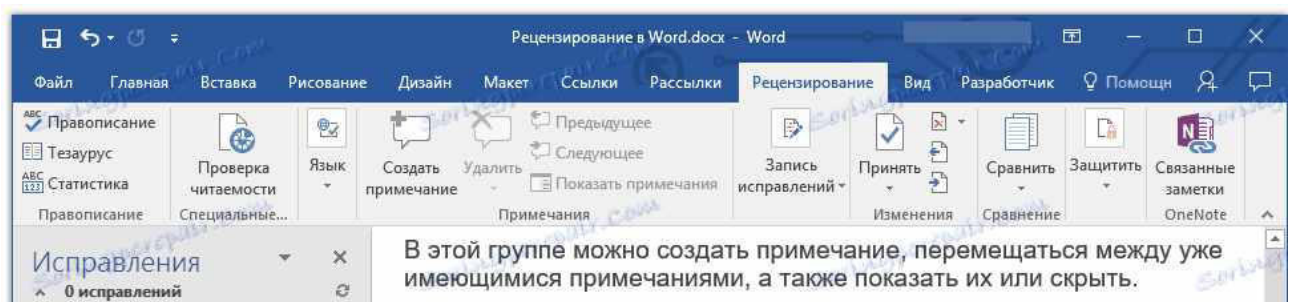 Рецензирование в Word.docx - Word
Файл Главная Вставка Рисование Дизайн Макет Ссылки Рассылки Рецензирование Вид Разработчик Помощн
ABC Правописание
Тезаурус
ABC 123 Статистика
Правописание
Проверка
читаемости
Специальные...
Язык
Создать
примечание
Удалить
Предыдущее
Следующее
Показать примечания
Примечания
Запись
исправлений
Принять
Изменения
Сравнить
Сравнение
Защитить
N
Связанные
заметки
OneNote
Исправления
0 исправлений
В этой группе можно создать примечание, перемещаться между уже
имеющимися примечаниями, а также показать их или скрыть.